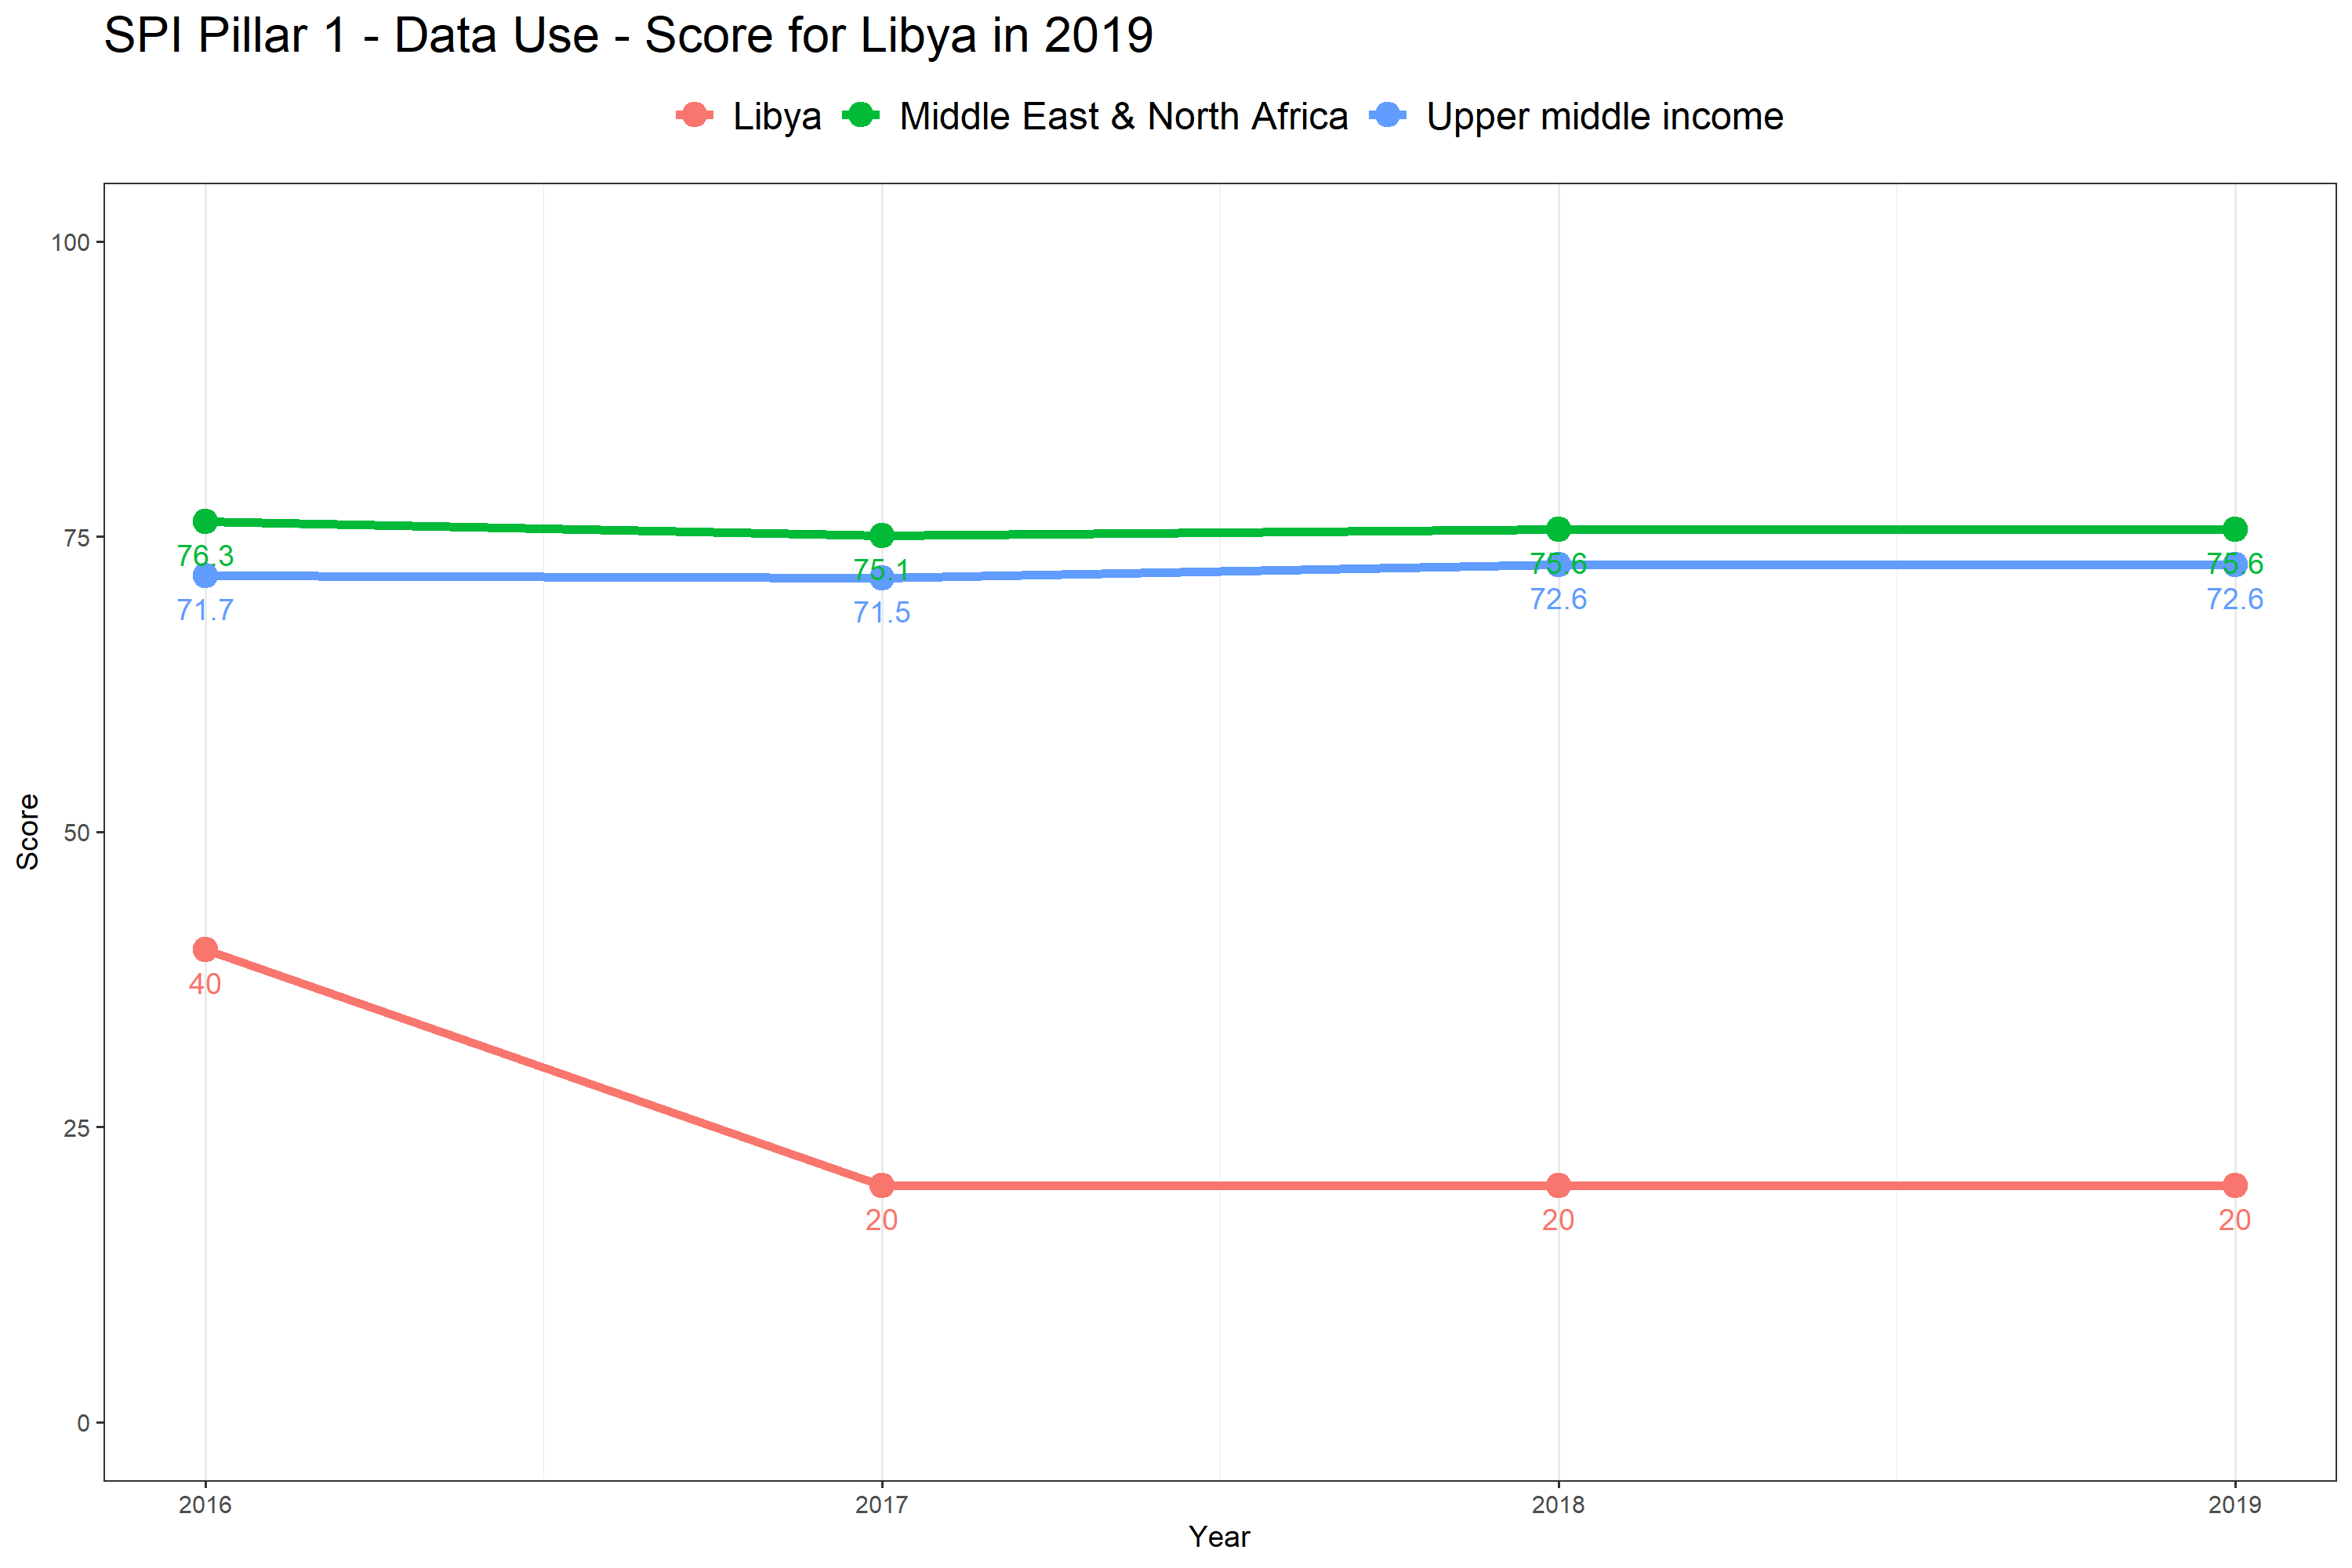 SPI Pillar 1 - Data Use - Score for Libya in 2019
Libya Middle East & North Africa Upper middle income
100
75
50
25
0
Score
76.3 75.1 75.6 75.6
71.7 71.5 72.6 72.6
40 20 20 20
2016 2017 2018 2019
Year